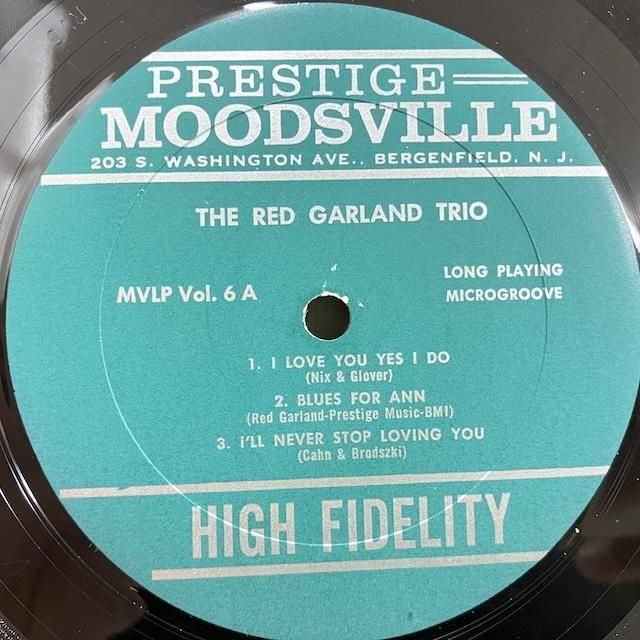 PRESTIGE
MOODSVILLE
203 S. WASHINGTON AVE., BERGENFIELD, N. J.
THE RED GARLAND TRIO
MVLP Vol. 6 A
LONG PLAYING
MICROGROOVE
1. I LOVE YOU YES I DO
(Nix & Glover)
2. BLUES FOR ANN
(Red Garland-Prestige Music-BMI)
3. I'LL NEVER STOP LOVING YOU
(Cahn & Brodszki)
HIGH FIDELITY